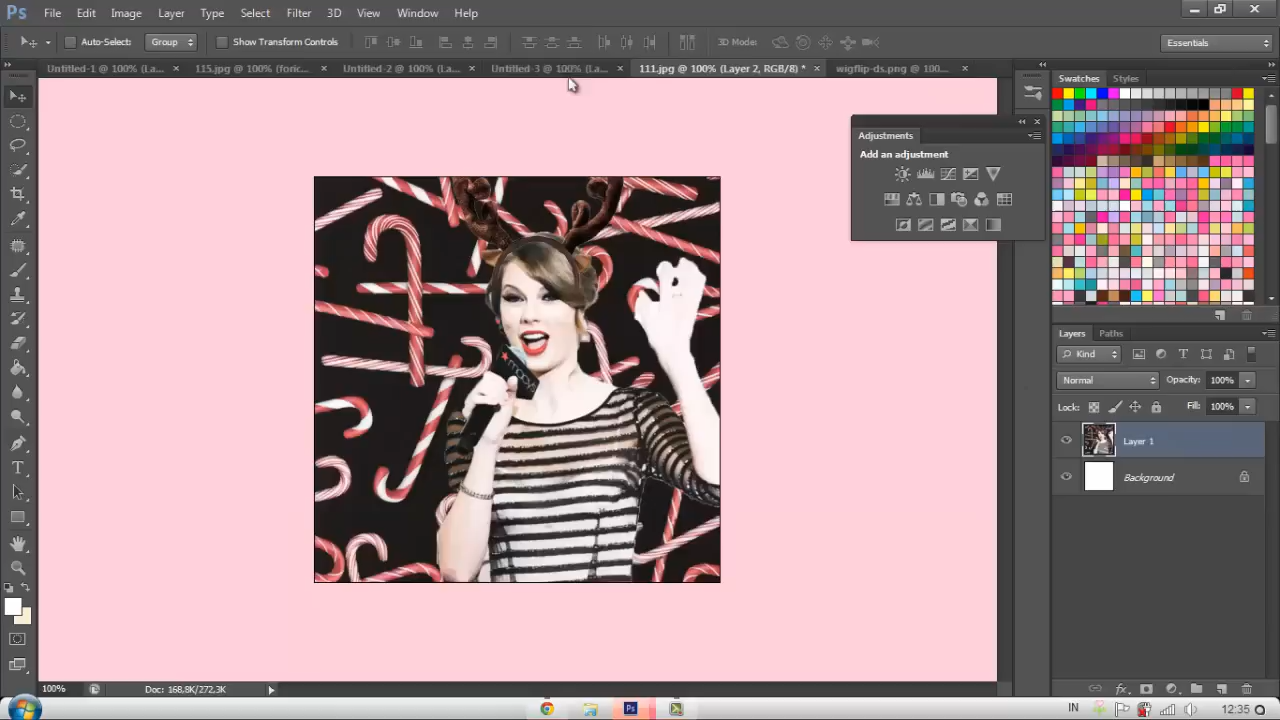 Ps File Edit Image Layer Type Select Filter 3D View Window Help
Auto-Select: Group Show Transform Controls 3D Mode: Essentials
Untitled-1 @ 100% (La... × 115.jpg @ 100% × Untitled-2 @ 100% (La... × Untitled-3 @ 100% (La... × 111.jpg @ 100% (Layer 2, RGB/8) * × wigflip-ds.png @ 100... ×
Swatches Styles
Adjustments
Add an adjustment
Layers Paths
Kind
Normal Opacity: 100%
Lock: Fill: 100%
Layer 1
Background
T
100% Doc: 168,8K/272,3K
Ps IN 12:35